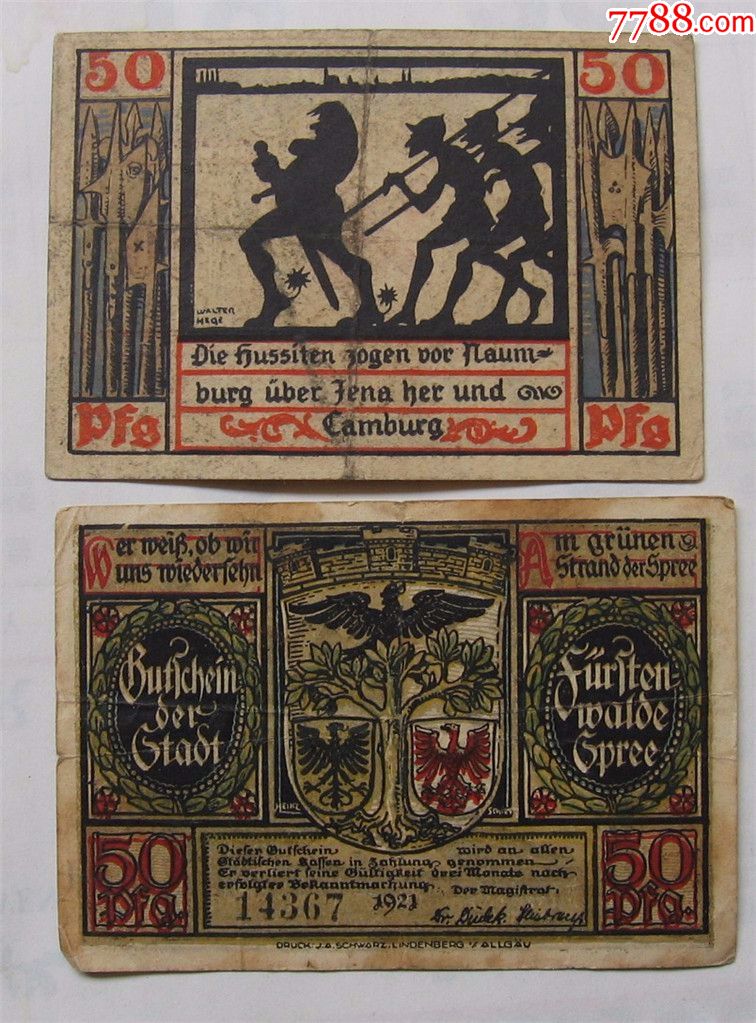 7788.com
50
50
WALTER
HEGE
Die Hussiten zogen vor Naum=
burg über Jena her und
Camburg
Pfg
Pfg
Wer weiß, ob wir
uns wiedersehn
Am grünen
Strand der Spree
Gutschein
der
Stadt
Fürsten-
walde
Spree
HEINZ
50
Pfg.
Dieser Gutschein wird an allen
Städtischen Kassen in Zahlung genommen
Er verliert seine Gültigkeit drei Monate nach
erfolgter Bekanntmachung. Der Magistrat:
14367 1921
50
Pfg.
DRUCK: J.A. SCHWARZ, LINDENBERG I/ALLGÄU